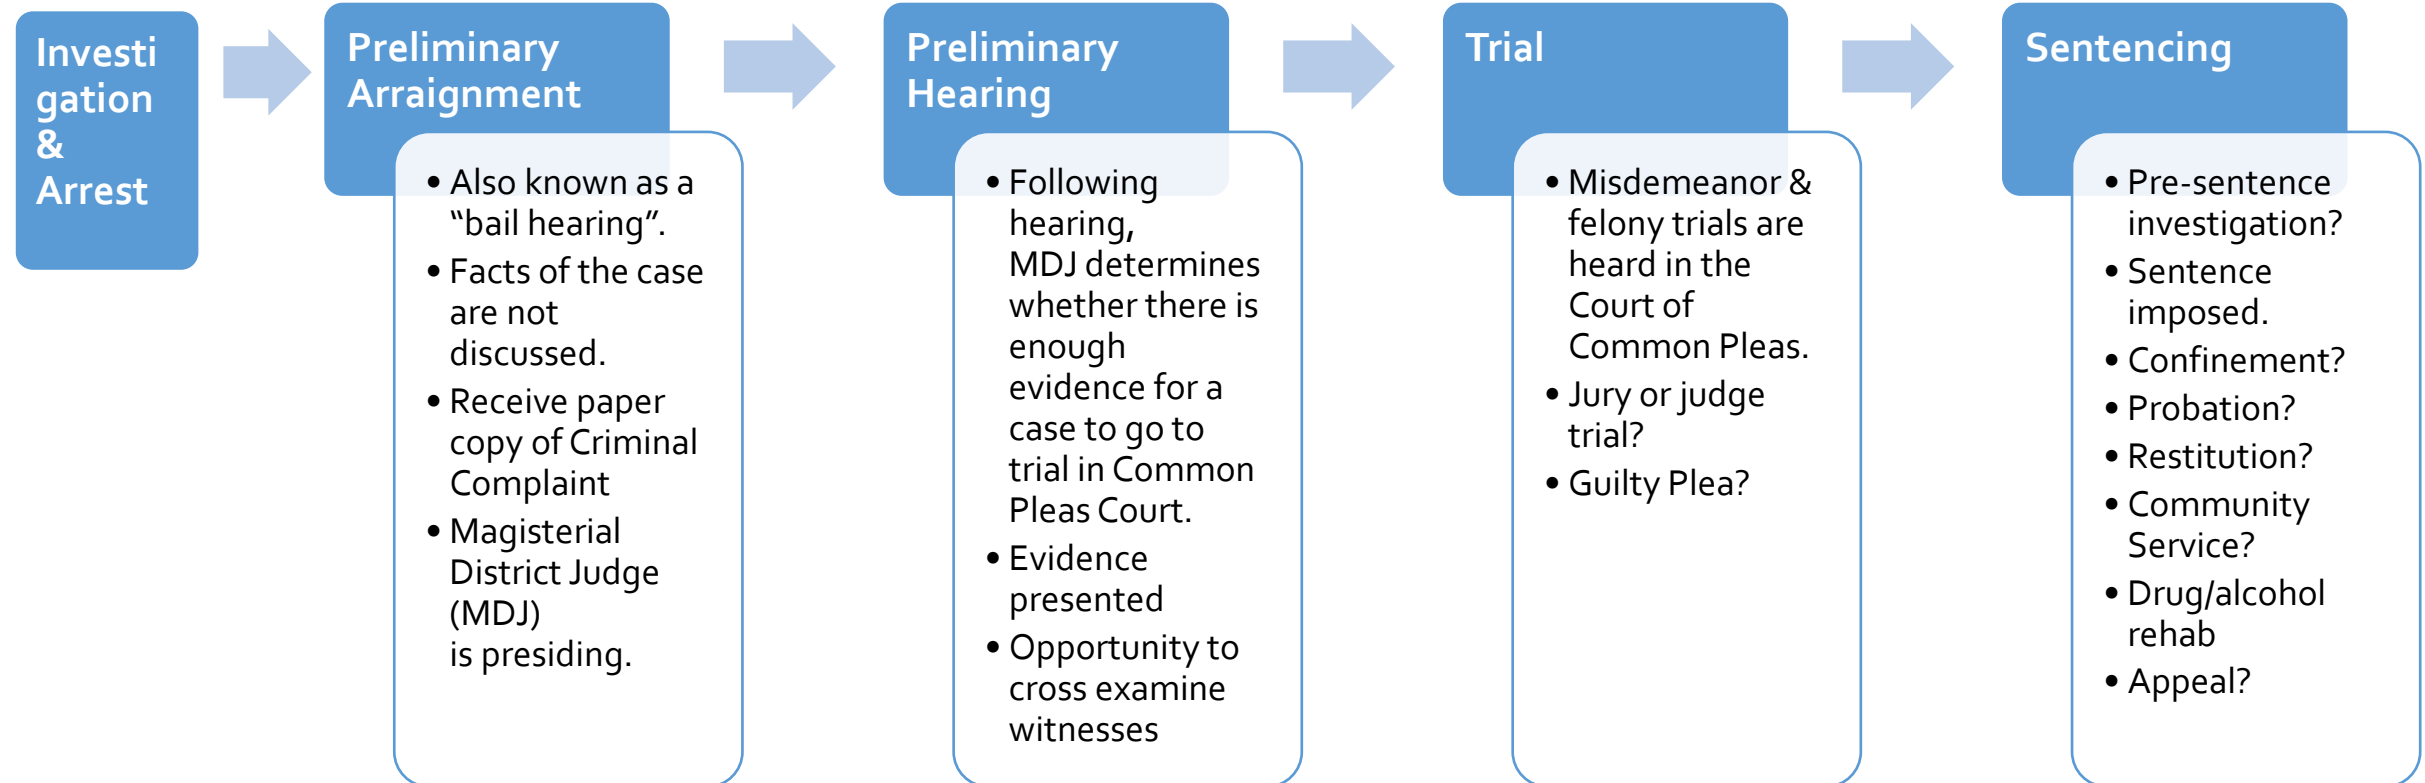 Investi
gation
&
Arrest
Preliminary
Arraignment
• Also known as a
“bail hearing”.
• Facts of the case
are not
discussed.
• Receive paper
copy of Criminal
Complaint
• Magisterial
District Judge
(MDJ)
is presiding.
Preliminary
Hearing
• Following
hearing,
MDJ determines
whether there is
enough
evidence for a
case to go to
trial in Common
Pleas Court.
• Evidence
presented
• Opportunity to
cross examine
witnesses
Trial
• Misdemeanor &
felony trials are
heard in the
Court of
Common Pleas.
• Jury or judge
trial?
• Guilty Plea?
Sentencing
• Pre-sentence
investigation?
• Sentence
imposed.
• Confinement?
• Probation?
• Restitution?
• Community
Service?
• Drug/alcohol
rehab
• Appeal?